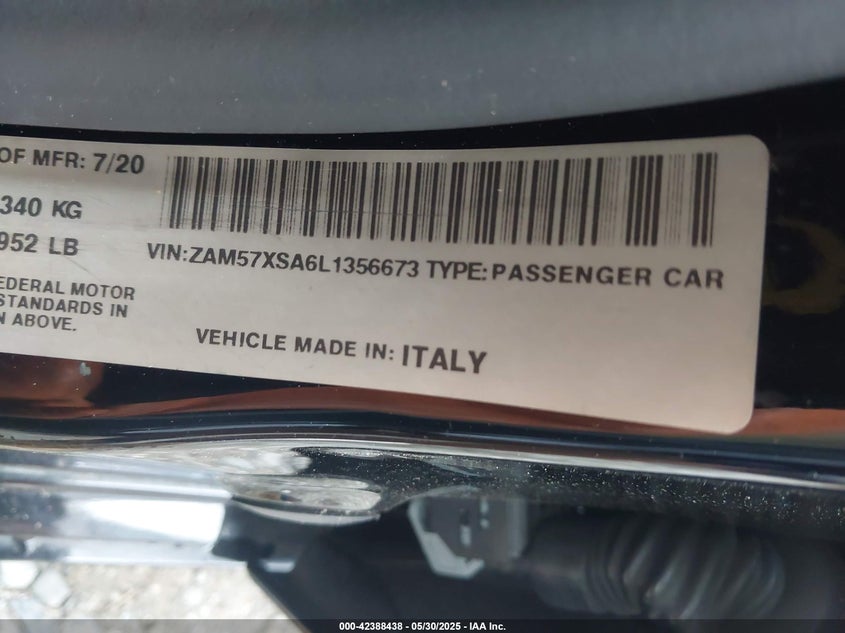 OF MFR: 7/20
340 KG
952 LB
VIN:ZAM57XSA6L1356673 TYPE:PASSENGER CAR
FEDERAL MOTOR
STANDARDS IN
ABOVE.
VEHICLE MADE IN: ITALY
000-42388438 - 05/30/2025 - IAA Inc.